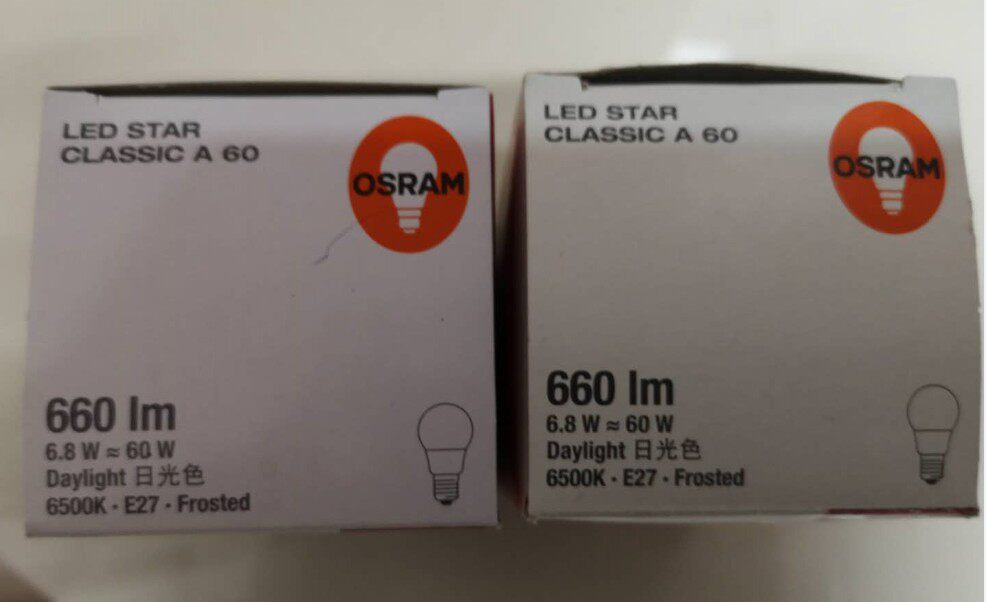 LED STAR
CLASSIC A 60
OSRAM
660 lm
6.8 W ≈ 60 W
Daylight 日光色
6500K · E27 · Frosted
LED STAR
CLASSIC A 60
OSRAM
660 lm
6.8 W ≈ 60 W
Daylight 日光色
6500K · E27 · Frosted